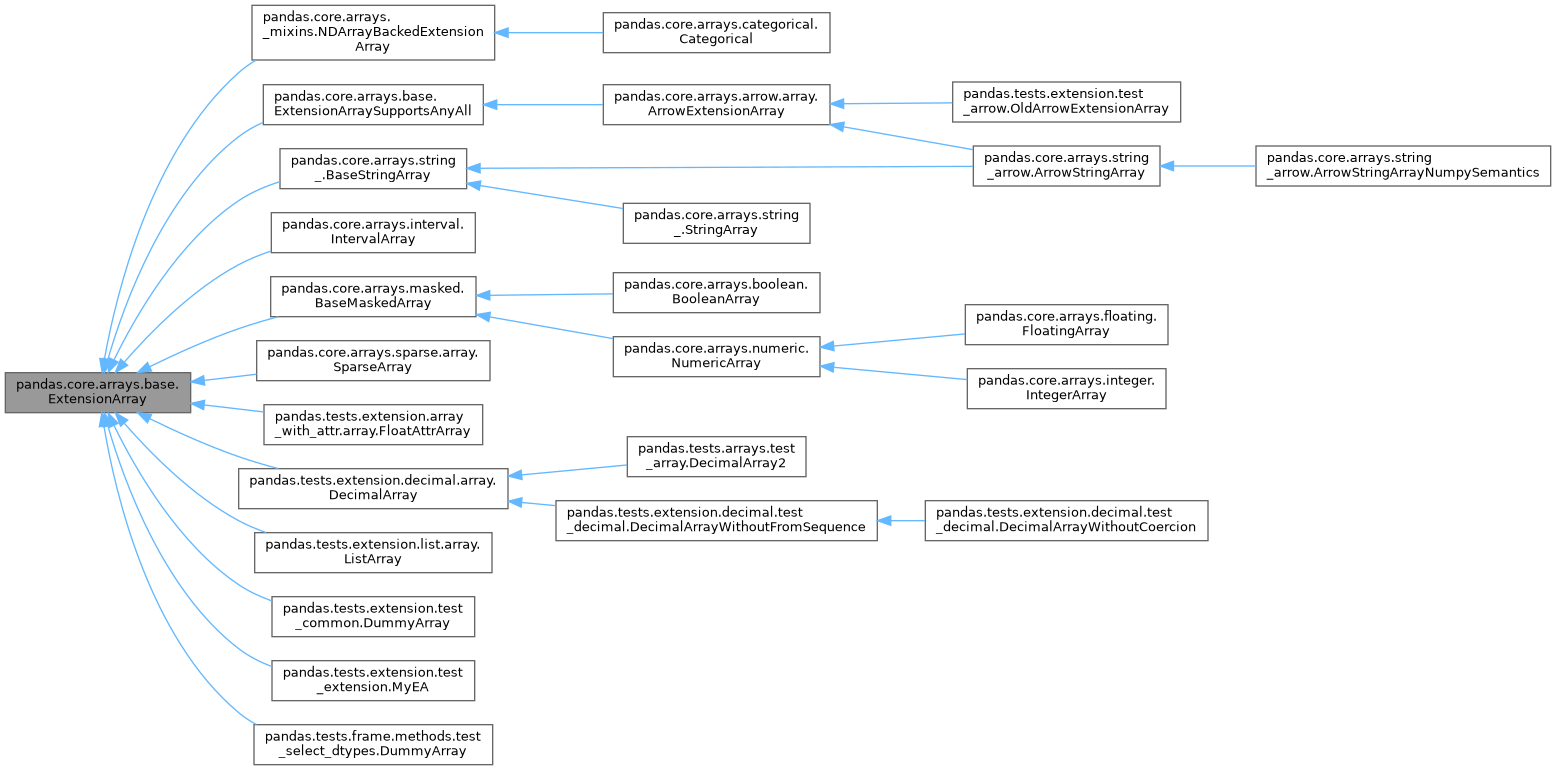 pandas.core.arrays.
_mixins.NDArrayBackedExtension
Array
pandas.core.arrays.categorical.
Categorical
pandas.core.arrays.base.
ExtensionArraySupportsAnyAll
pandas.core.arrays.arrow.array.
ArrowExtensionArray
pandas.tests.extension.test
_arrow.OldArrowExtensionArray
pandas.core.arrays.string
_.BaseStringArray
pandas.core.arrays.string
_arrow.ArrowStringArray
pandas.core.arrays.string
_arrow.ArrowStringArrayNumpySemantics
pandas.core.arrays.string
_.StringArray
pandas.core.arrays.interval.
IntervalArray
pandas.core.arrays.masked.
BaseMaskedArray
pandas.core.arrays.boolean.
BooleanArray
pandas.core.arrays.numeric.
NumericArray
pandas.core.arrays.floating.
FloatingArray
pandas.core.arrays.integer.
IntegerArray
pandas.core.arrays.sparse.array.
SparseArray
pandas.core.arrays.base.
ExtensionArray
pandas.tests.extension.array
_with_attr.array.FloatAttrArray
pandas.tests.extension.decimal.array.
DecimalArray
pandas.tests.arrays.test
_array.DecimalArray2
pandas.tests.extension.decimal.test
_decimal.DecimalArrayWithoutFromSequence
pandas.tests.extension.decimal.test
_decimal.DecimalArrayWithoutCoercion
pandas.tests.extension.list.array.
ListArray
pandas.tests.extension.test
_common.DummyArray
pandas.tests.extension.test
_extension.MyEA
pandas.tests.frame.methods.test
_select_dtypes.DummyArray